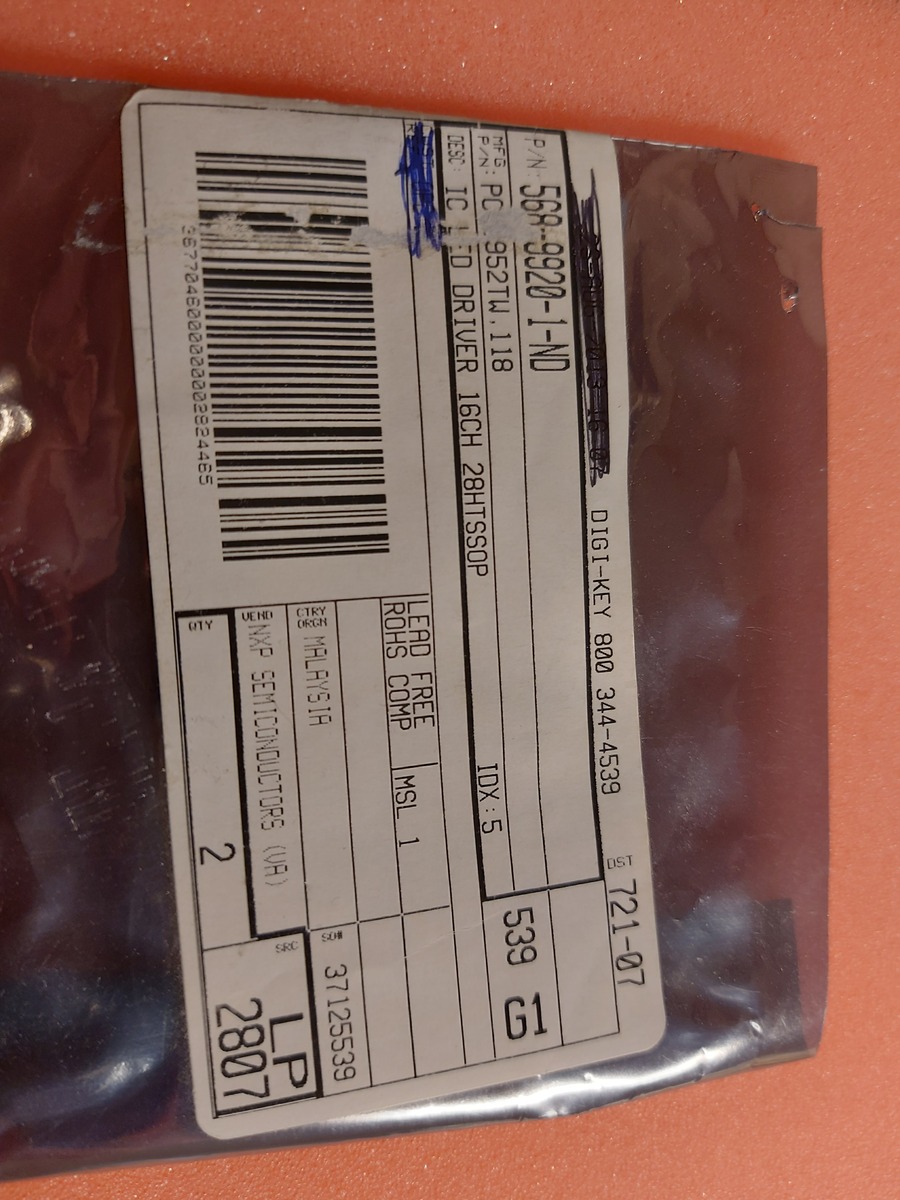 DIGI-KEY 800 344-4539
DST 721-07
P/N: 568-9920-1-ND
MFG P/N: PC 952TW,118
IDX: 5
539 G1
DESC: IC ED DRIVER 16CH 28HTSSOP
LEAD FREE
ROHS COMP
MSL 1
CTRY ORGN MALAYSIA
SO# 37125539
VEND NXP SEMICONDUCTORS (VA)
SRC LP
2807
QTY 2